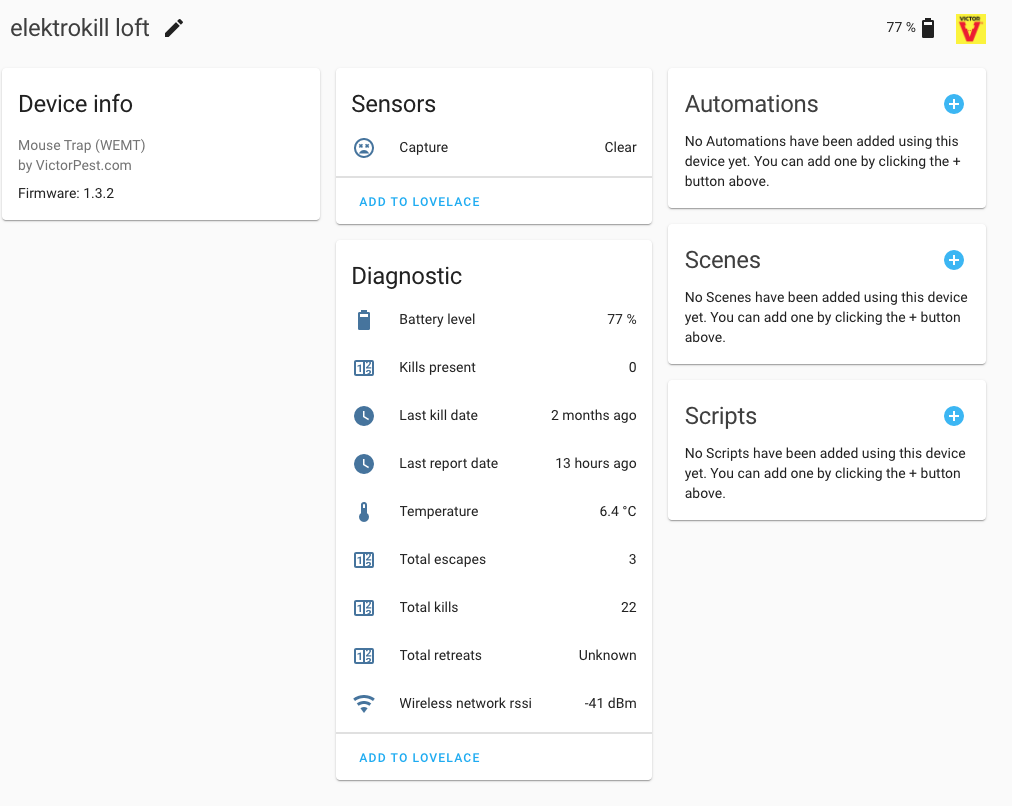 elektrokill loft
77 %
VICTOR
V
Device info
Mouse Trap (WEMT)
by VictorPest.com
Firmware: 1.3.2
Sensors
Capture Clear
ADD TO LOVELACE
Diagnostic
Battery level 77 %
Kills present 0
Last kill date 2 months ago
Last report date 13 hours ago
Temperature 6.4 °C
Total escapes 3
Total kills 22
Total retreats Unknown
Wireless network rssi -41 dBm
ADD TO LOVELACE
Automations
No Automations have been added using this
device yet. You can add one by clicking the +
button above.
Scenes
No Scenes have been added using this device
yet. You can add one by clicking the + button
above.
Scripts
No Scripts have been added using this device
yet. You can add one by clicking the + button
above.